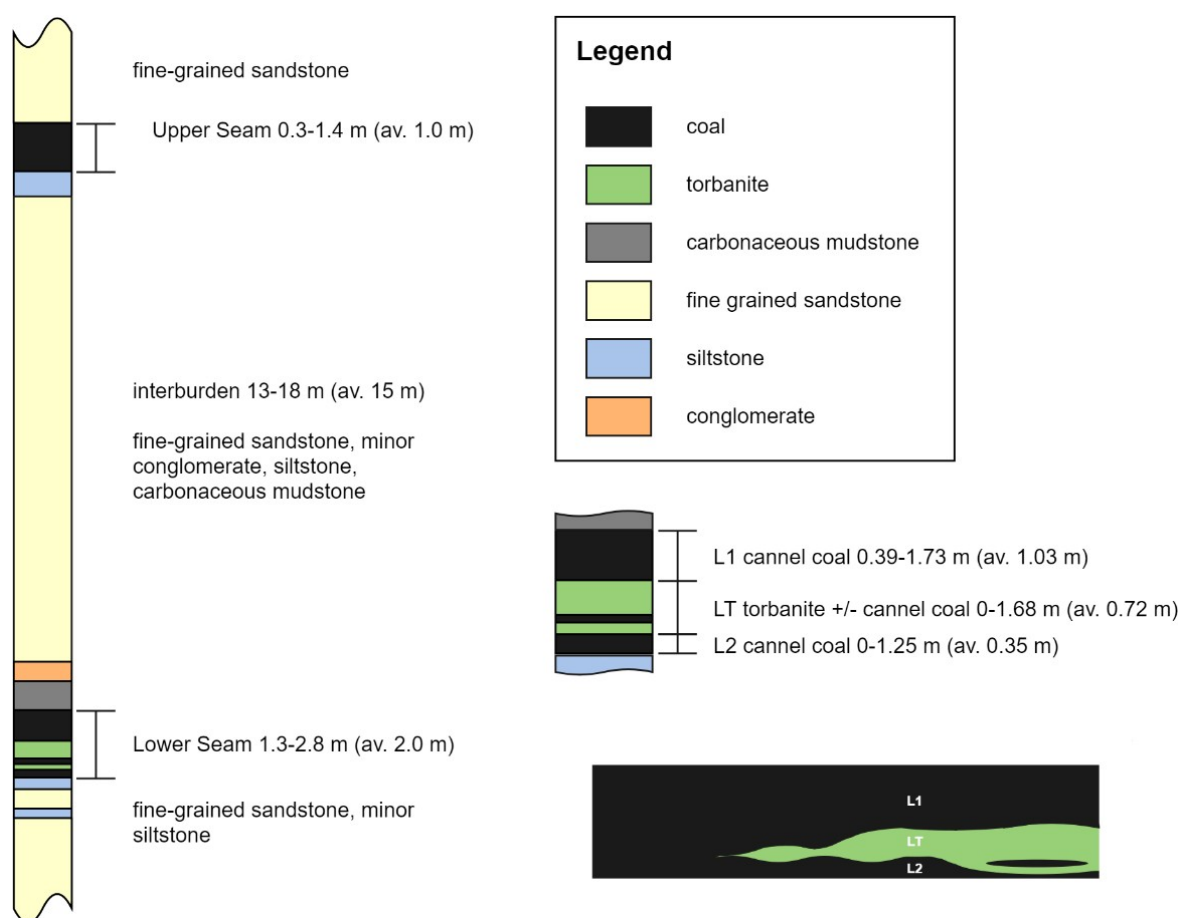 fine-grained sandstone
Upper Seam 0.3-1.4 m (av. 1.0 m)
interburden 13-18 m (av. 15 m)
fine-grained sandstone, minor
conglomerate, siltstone,
carbonaceous mudstone
Lower Seam 1.3-2.8 m (av. 2.0 m)
fine-grained sandstone, minor
siltstone
Legend
coal
torbanite
carbonaceous mudstone
fine grained sandstone
siltstone
conglomerate
L1 cannel coal 0.39-1.73 m (av. 1.03 m)
LT torbanite +/- cannel coal 0-1.68 m (av. 0.72 m)
L2 cannel coal 0-1.25 m (av. 0.35 m)
L1
LT
L2